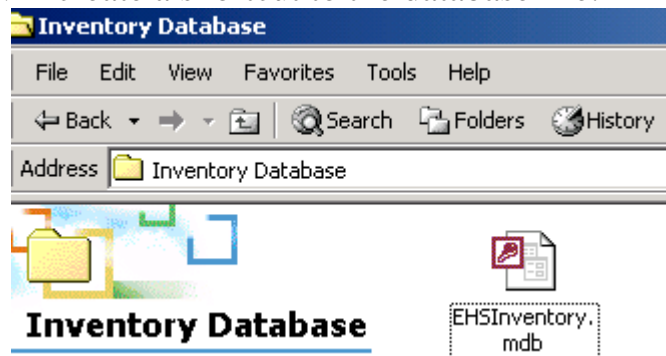 Inventory Database
File Edit View Favorites Tools Help
Back Search Folders History
Address Inventory Database
Inventory Database
EHSInventory.
mdb